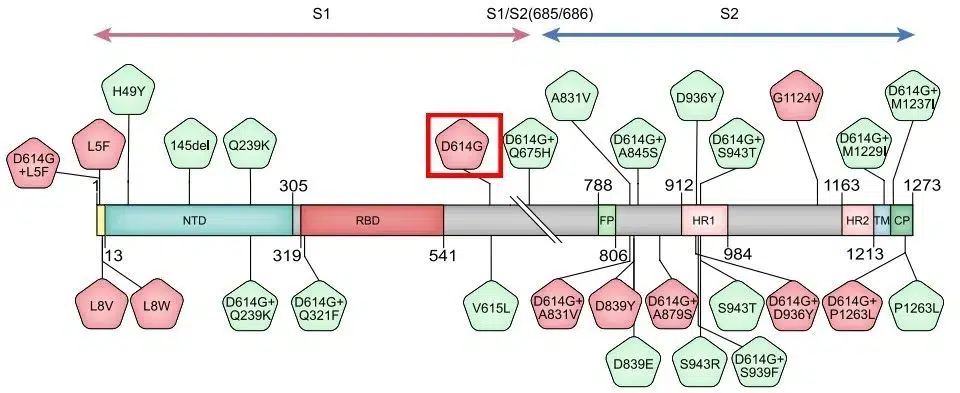 S1
S1/S2(685/686)
S2
H49Y
A831V
D936Y
G1124V
D614G+
M1237I
D614G
+L5F
L5F
145del
Q239K
D614G
D614G+
Q675H
D614G+
A845S
D614G+
S943T
D614G+
M1229I
1
305
788
912
1163
1273
NTD
RBD
FP
HR1
HR2
TM
CP
13
319
541
806
984
1213
L8V
L8W
D614G+
Q239K
D614G+
Q321F
V615L
D614G+
A831V
D839Y
D614G+
A879S
S943T
D614G+
D936Y
D614G+
P1263L
P1263L
D839E
S943R
D614G+
S939F